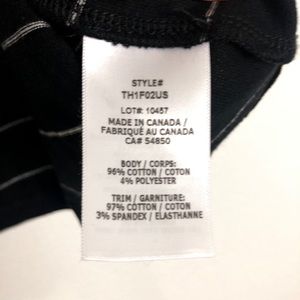 STYLE#
TH1F02US
LOT#: 10457
MADE IN CANADA /
FABRIQUÉ AU CANADA
CA# 54850
BODY / CORPS:
96% COTTON / COTON
4% POLYESTER
TRIM / GARNITURE:
97% COTTON / COTON
3% SPANDEX / ELASTHANNE